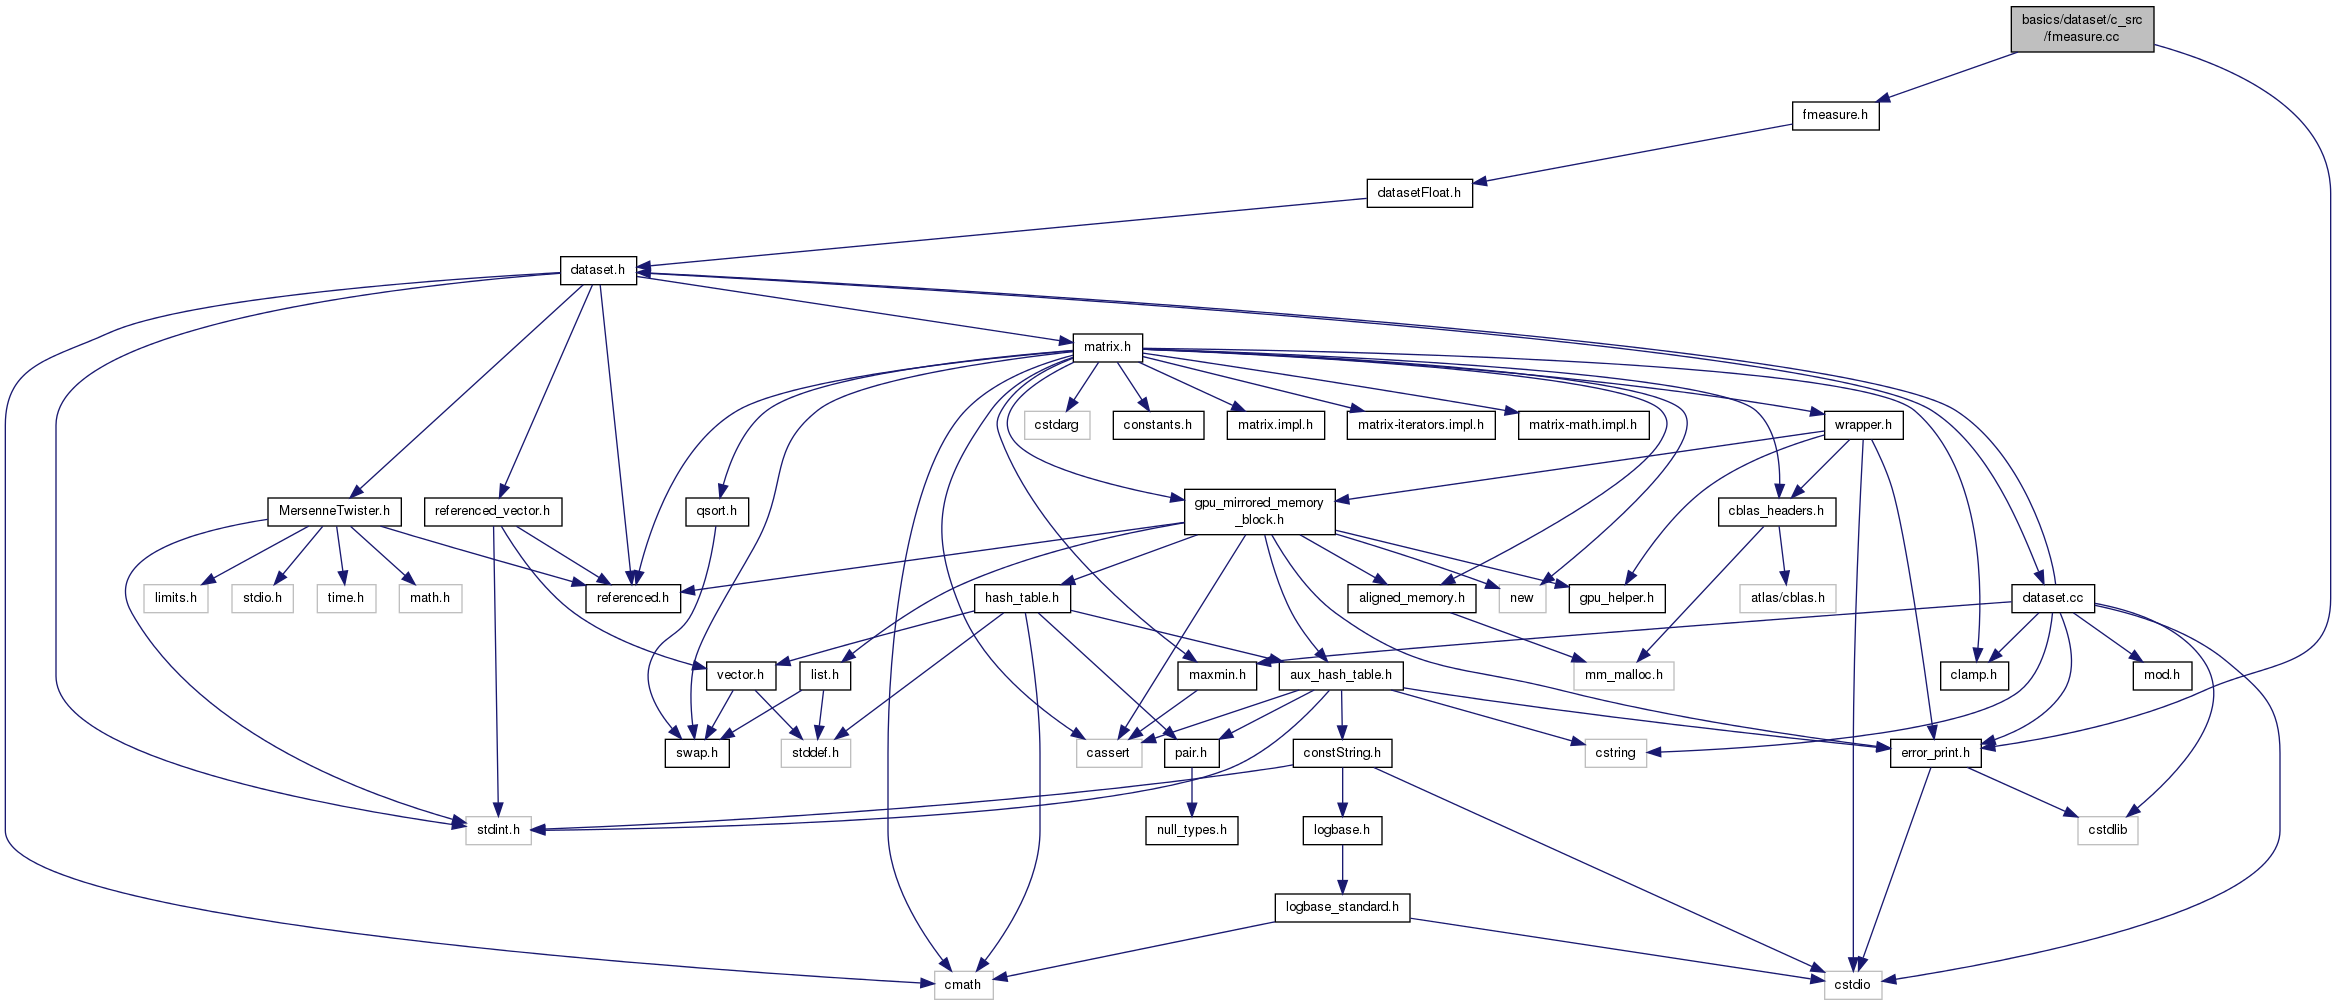 basics/dataset/c_src
/fmeasure.cc
fmeasure.h
datasetFloat.h
dataset.h
matrix.h
cstdarg
constants.h
matrix.impl.h
matrix-iterators.impl.h
matrix-math.impl.h
wrapper.h
MersenneTwister.h
referenced_vector.h
qsort.h
gpu_mirrored_memory
_block.h
cblas_headers.h
limits.h
stdio.h
time.h
math.h
referenced.h
hash_table.h
aligned_memory.h
new
gpu_helper.h
atlas/cblas.h
dataset.cc
vector.h
list.h
maxmin.h
aux_hash_table.h
mm_malloc.h
clamp.h
mod.h
swap.h
stddef.h
cassert
pair.h
constString.h
cstring
error_print.h
stdint.h
null_types.h
logbase.h
cstdlib
logbase_standard.h
cmath
cstdio